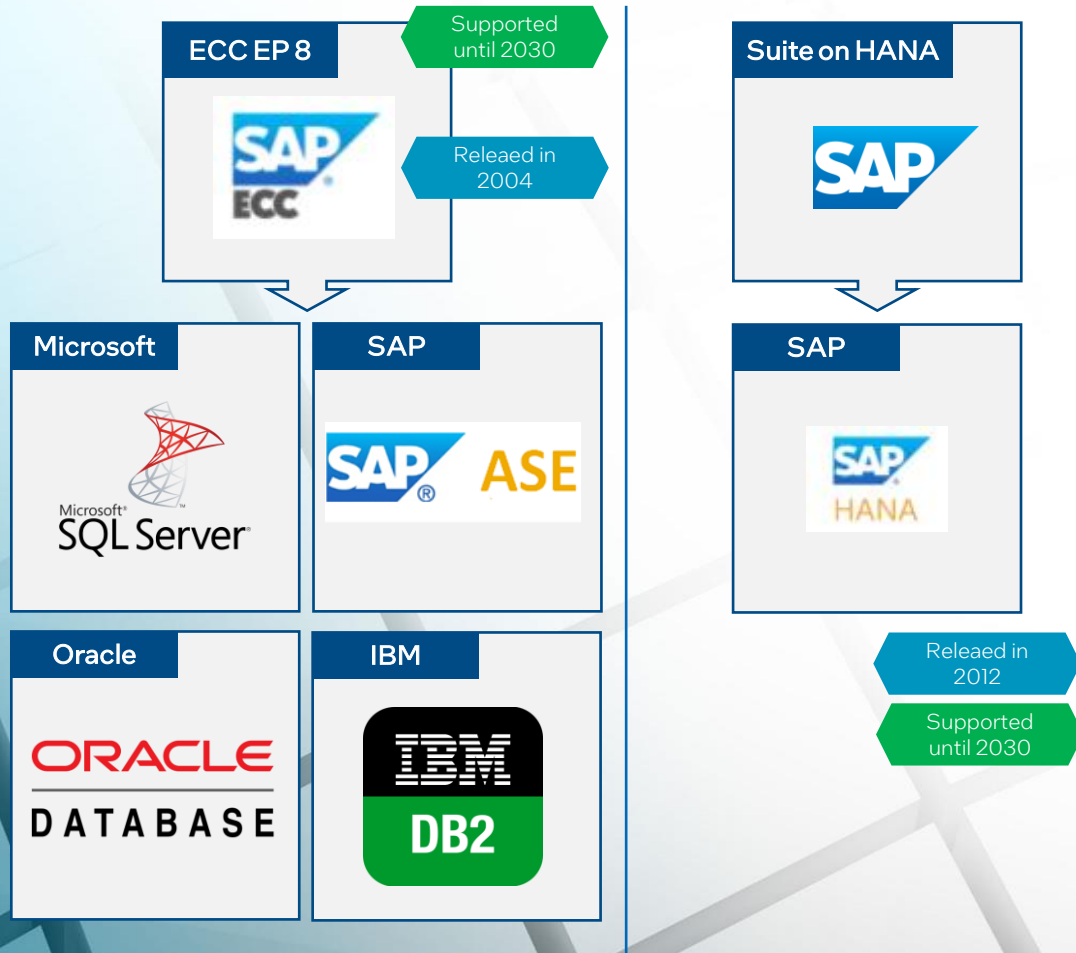 ECC EP 8
Supported
until 2030
SAP
®
ECC
Releaed in
2004
Microsoft
Microsoft®
SQL Server®
™
SAP
SAP
®
ASE
Oracle
ORACLE
DATABASE
IBM
IBM
DB2
Suite on HANA
SAP
SAP
SAP
®
HANA
Releaed in
2012
Supported
until 2030